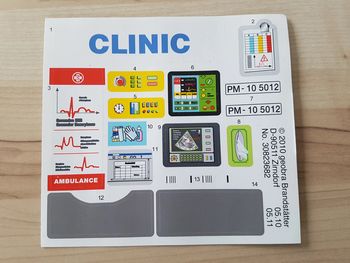 1
CLINIC
2
3
4
6
PM - 10 5012
7
PM - 10 5012
5
8
10
9
11
AMBULANCE
12
13
14
© 2010 geobra Brandstätter
D-90511 Zirndorf
No. 30823682
05.10
05.11